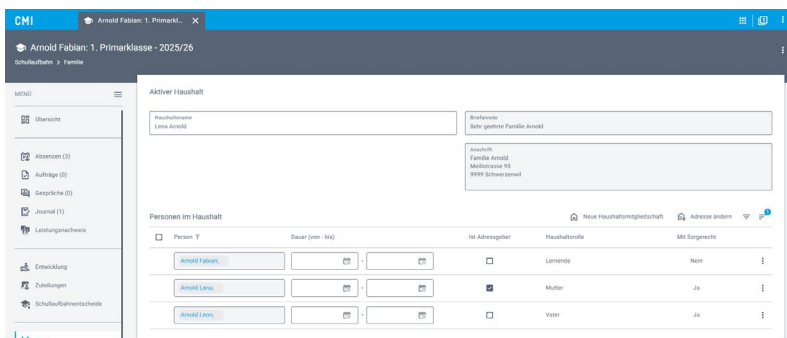 CMI
Arnold Fabian: 1. Primarkl... X
Arnold Fabian: 1. Primarklasse - 2025/26
Schullaufbahn > Familie
MENÜ
Übersicht
Absenzen (3)
Aufträge (0)
Gespräche (0)
Journal (1)
Leistungsnachweis
Entwicklung
Zuteilungen
Schullaufbahnentscheide
Aktiver Haushalt
Haushaltsname
Lena Arnold
Briefanrede
Sehr geehrte Familie Arnold
Anschrift
Familie Arnold
Meilistrasse 95
9999 Schwerzenwil
Personen im Haushalt
Neue Haushaltsmitgliedschaft
Adresse ändern
1
Person Dauer (von - bis) Ist Adressgeber Haushaltsrolle Mit Sorgerecht
Arnold Fabian; - Lernende Nein
Arnold Lena; - Mutter Ja
Arnold Leon; - Vater Ja